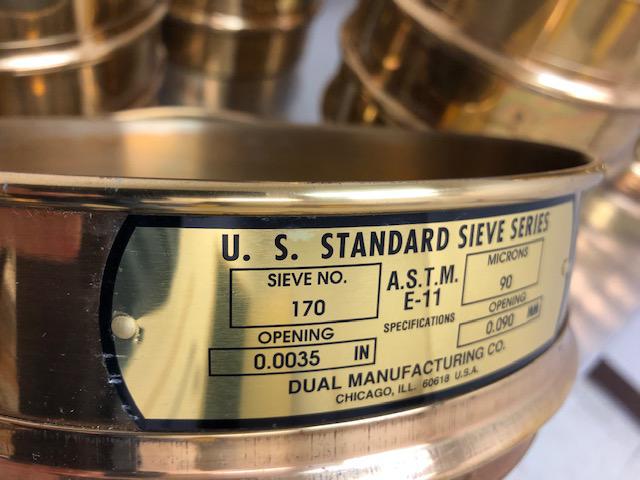 U. S. STANDARD SIEVE SERIES
SIEVE NO.
170
OPENING
0.0035 IN
A.S.T.M.
E-11
SPECIFICATIONS
MICRONS
90
OPENING
0.090 MM
DUAL MANUFACTURING CO.
CHICAGO, ILL. 60618 U.S.A.